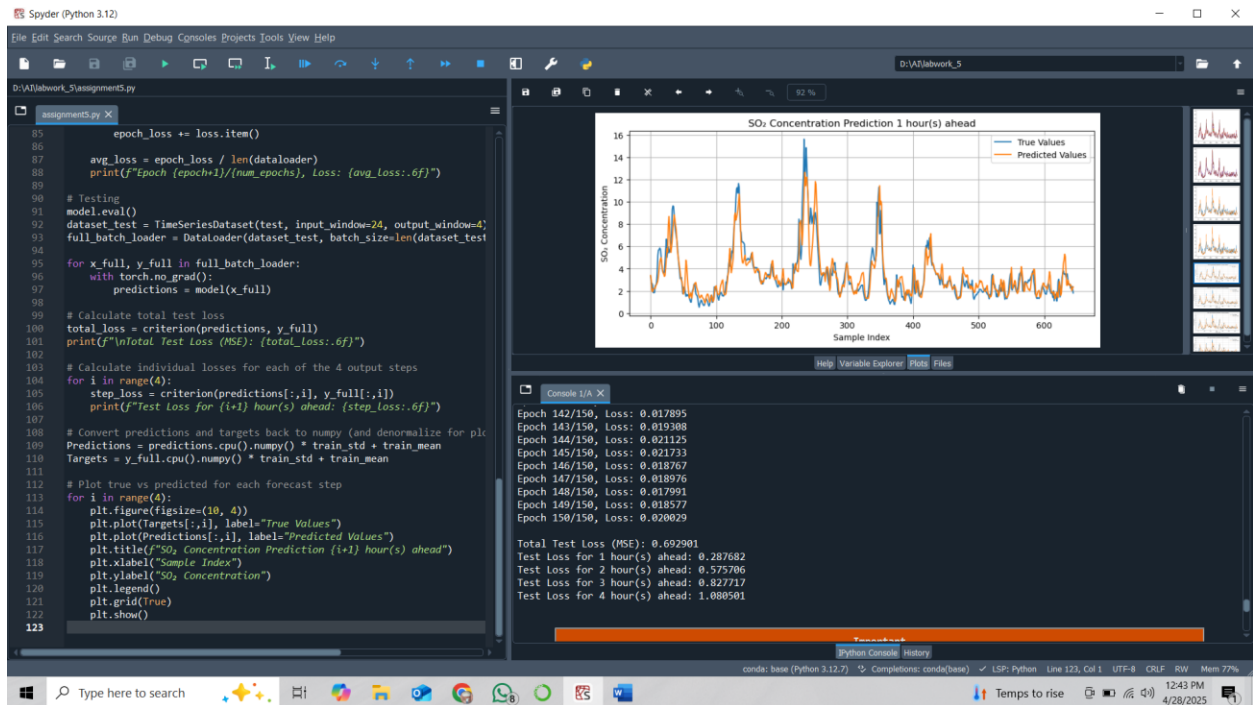 Spyder (Python 3.12)
File Edit Search Source Run Debug Consoles Projects Tools View Help
D:\AI\labwork_5
D:\AI\labwork_5\assignment5.py
assignment5.py
85 epoch_loss += loss.item()
86
87 avg_loss = epoch_loss / len(dataloader)
88 print(f"Epoch {epoch+1}/{num_epochs}, Loss: {avg_loss:.6f}")
89
90 # Testing
91 model.eval()
92 dataset_test = TimeSeriesDataset(test, input_window=24, output_window=4)
93 full_batch_loader = DataLoader(dataset_test, batch_size=len(dataset_test
94
95 for x_full, y_full in full_batch_loader:
96 with torch.no_grad():
97 predictions = model(x_full)
98
99 # Calculate total test loss
100 total_loss = criterion(predictions, y_full)
101 print(f"\nTotal Test Loss (MSE): {total_loss:.6f}")
102
103 # Calculate individual losses for each of the 4 output steps
104 for i in range(4):
105 step_loss = criterion(predictions[:,i], y_full[:,i])
106 print(f"Test Loss for {i+1} hour(s) ahead: {step_loss:.6f}")
107
108 # Convert predictions and targets back to numpy (and denormalize for plo
109 Predictions = predictions.cpu().numpy() * train_std + train_mean
110 Targets = y_full.cpu().numpy() * train_std + train_mean
111
112 # Plot true vs predicted for each forecast step
113 for i in range(4):
114 plt.figure(figsize=(10, 4))
115 plt.plot(Targets[:,i], label="True Values")
116 plt.plot(Predictions[:,i], label="Predicted Values")
117 plt.title(f"SO₂ Concentration Prediction {i+1} hour(s) ahead")
118 plt.xlabel("Sample Index")
119 plt.ylabel("SO₂ Concentration")
120 plt.legend()
121 plt.grid(True)
122 plt.show()
123
92 %
SO₂ Concentration Prediction 1 hour(s) ahead
True Values
Predicted Values
SO₂ Concentration
16
14
12
10
8
6
4
2
0
0 100 200 300 400 500 600
Sample Index
Help Variable Explorer Plots Files
Console 1/A
Epoch 142/150, Loss: 0.017895
Epoch 143/150, Loss: 0.019308
Epoch 144/150, Loss: 0.021125
Epoch 145/150, Loss: 0.021733
Epoch 146/150, Loss: 0.018767
Epoch 147/150, Loss: 0.018976
Epoch 148/150, Loss: 0.017991
Epoch 149/150, Loss: 0.018577
Epoch 150/150, Loss: 0.020029
Total Test Loss (MSE): 0.692901
Test Loss for 1 hour(s) ahead: 0.287682
Test Loss for 2 hour(s) ahead: 0.575706
Test Loss for 3 hour(s) ahead: 0.827717
Test Loss for 4 hour(s) ahead: 1.080501
Important
IPython Console History
conda: base (Python 3.12.7) Completions: conda(base) LSP: Python Line 123, Col 1 UTF-8 CRLF RW Mem 77%
Type here to search
Temps to rise
12:43 PM
4/28/2025